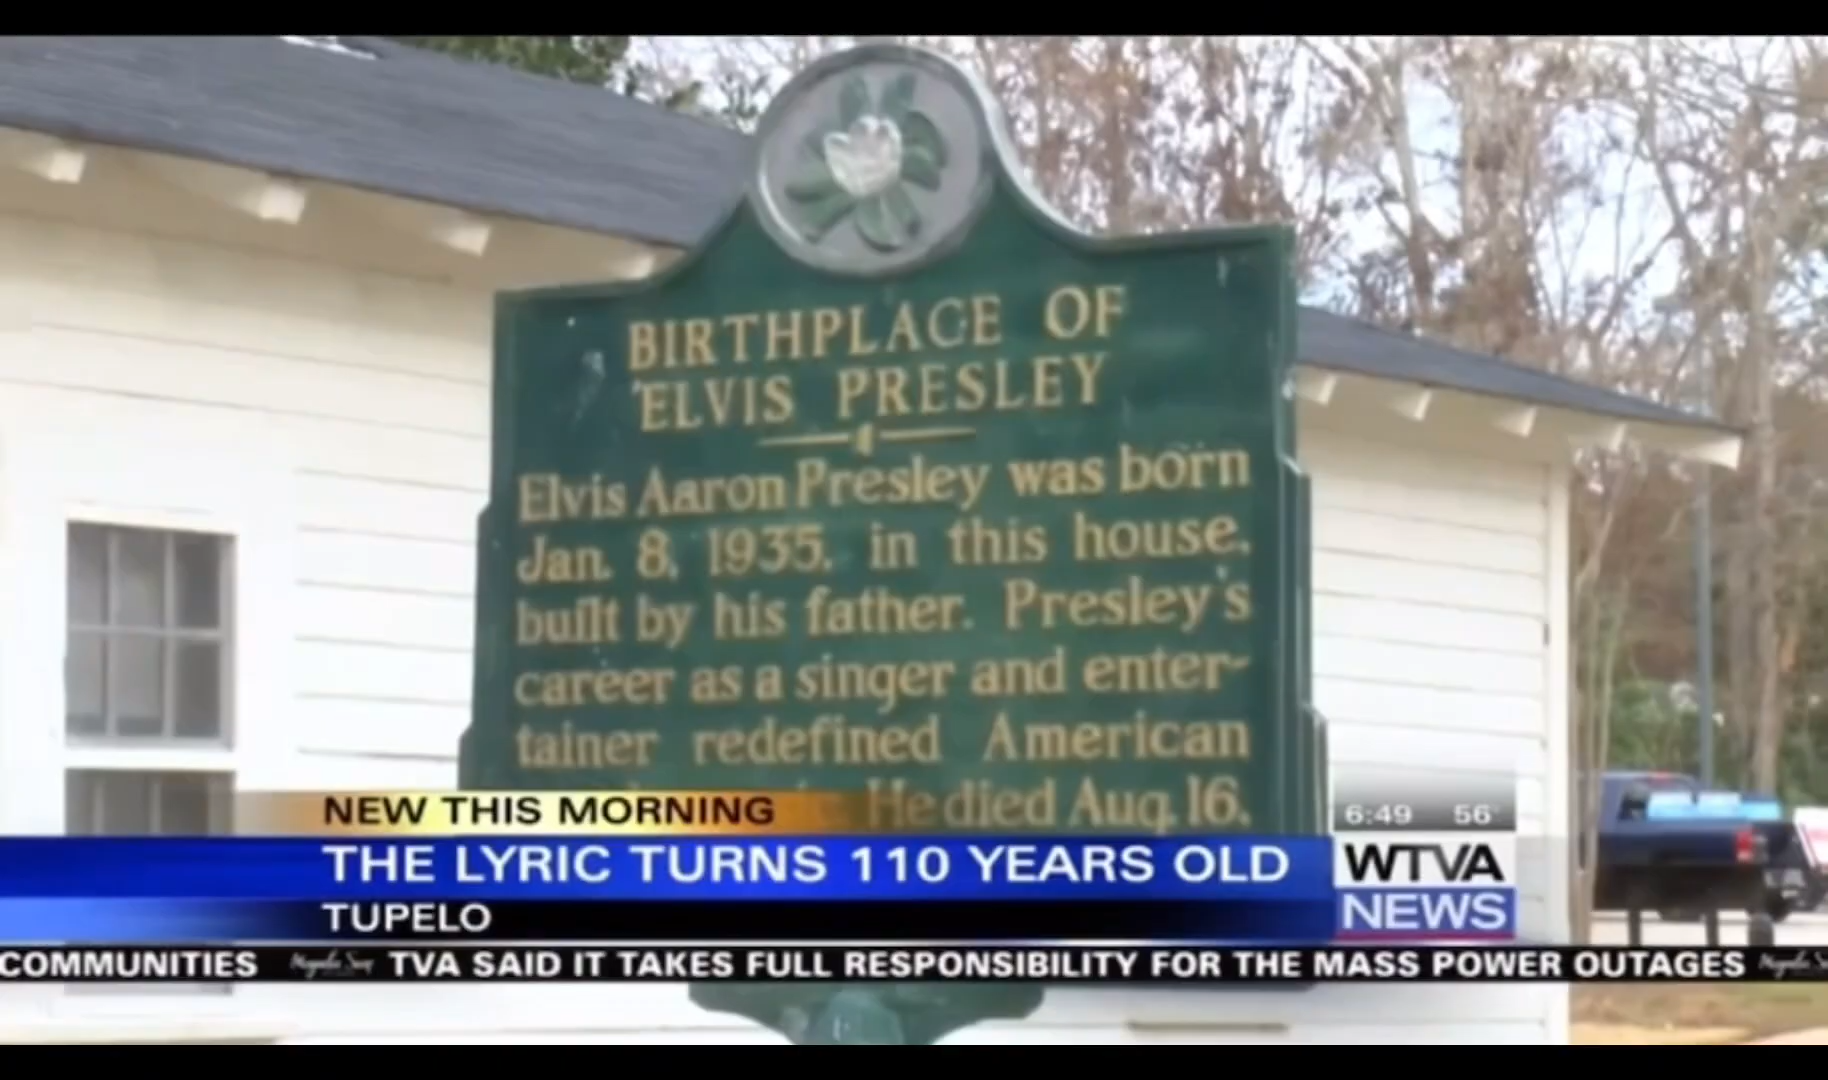 BIRTHPLACE OF
ELVIS PRESLEY
Elvis Aaron Presley was born
Jan. 8, 1935, in this house,
built by his father. Presley's
career as a singer and enter-
tainer redefined American
He died Aug. 16,
NEW THIS MORNING
6:49 56°
THE LYRIC TURNS 110 YEARS OLD
WTVA
NEWS
TUPELO
COMMUNITIES TVA SAID IT TAKES FULL RESPONSIBILITY FOR THE MASS POWER OUTAGES